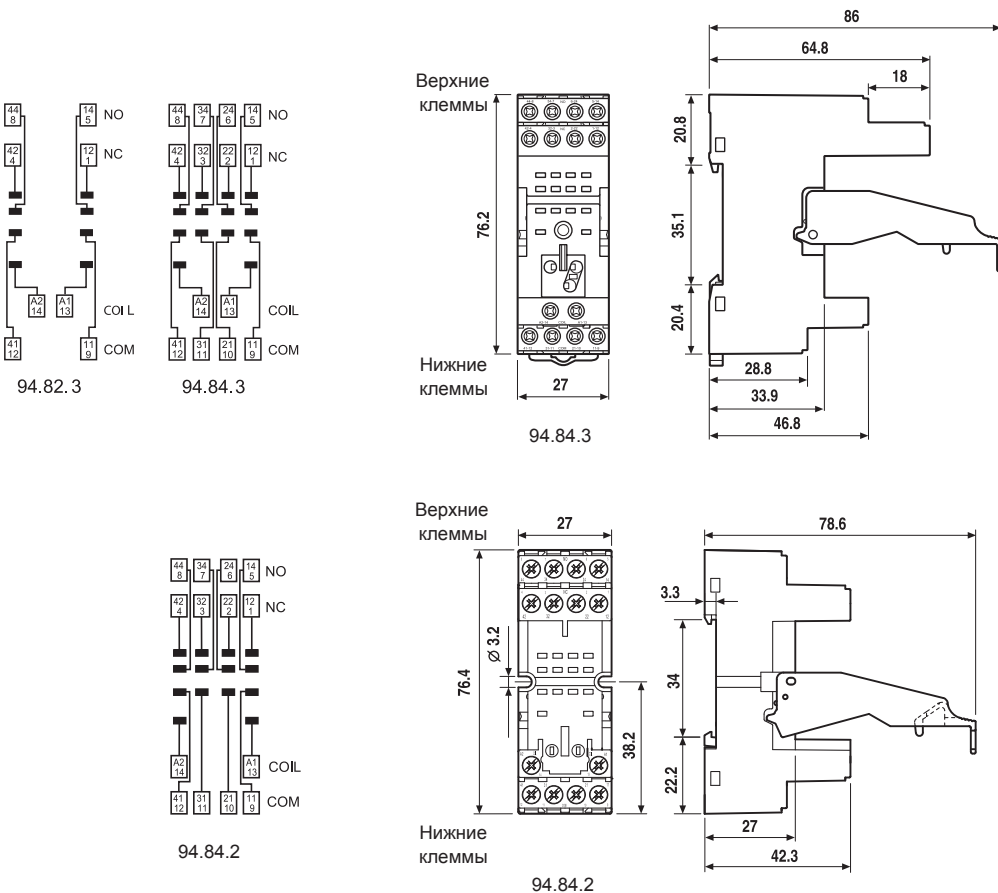 44 8
14 5
NO
42 4
12 1
NC
A2 14
A1 13
COIL
41 12
11 9
COM
94.82.3
44 8
34 7
24 6
14 5
NO
42 4
32 3
22 2
12 1
NC
A2 14
A1 13
COIL
41 12
31 11
21 10
11 9
COM
94.84.3
Верхние
клеммы
76.2
Нижние
клеммы
27
94.84.3
86
64.8
18
20.8
35.1
20.4
28.8
33.9
46.8
44 8
34 7
24 6
14 5
NO
42 4
32 3
22 2
12 1
NC
A2 14
A1 13
COIL
41 12
31 11
21 10
11 9
COM
94.84.2
Верхние
клеммы
27
76.4
Ø 3.2
38.2
Нижние
клеммы
94.84.2
78.6
3.3
34
22.2
27
42.3